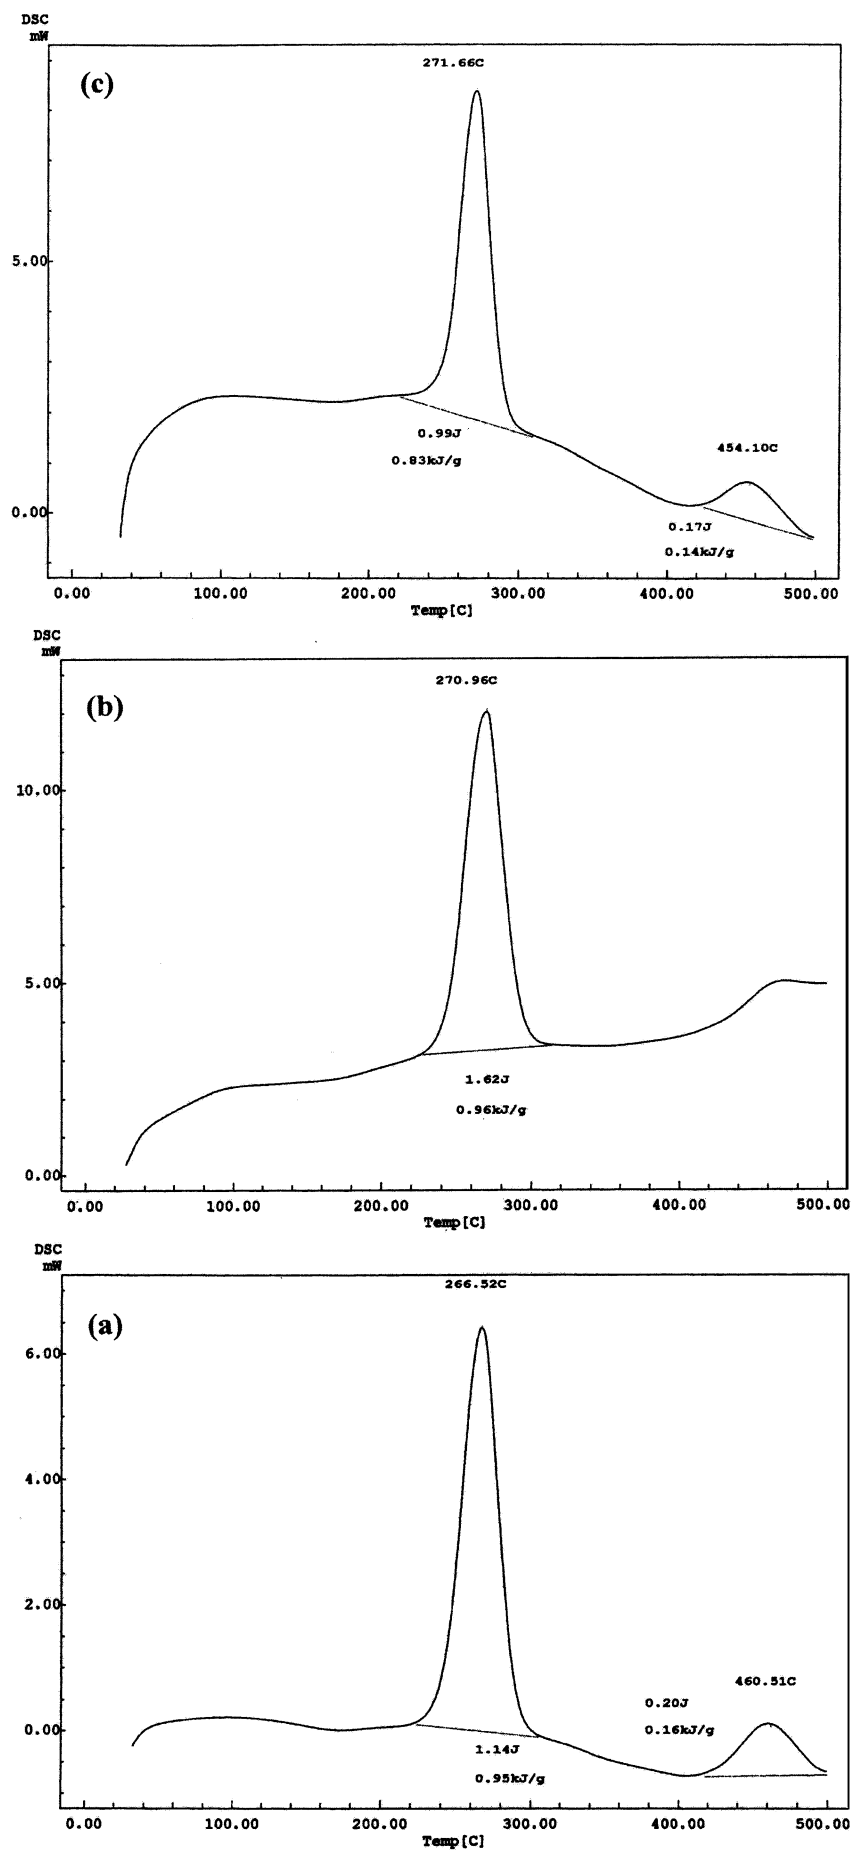 DSC
mW
(c)
271.66C
5.00
0.99J
0.83kJ/g
454.10C
0.00
0.17J
0.14kJ/g
0.00 100.00 200.00 300.00 400.00 500.00
Temp[C]
DSC
mW
(b)
270.96C
10.00
5.00
1.62J
0.96kJ/g
0.00
0.00 100.00 200.00 300.00 400.00 500.00
Temp[C]
DSC
mW
(a)
266.52C
6.00
4.00
2.00
460.51C
0.20J
0.16kJ/g
0.00
1.14J
0.95kJ/g
0.00 100.00 200.00 300.00 400.00 500.00
Temp[C]